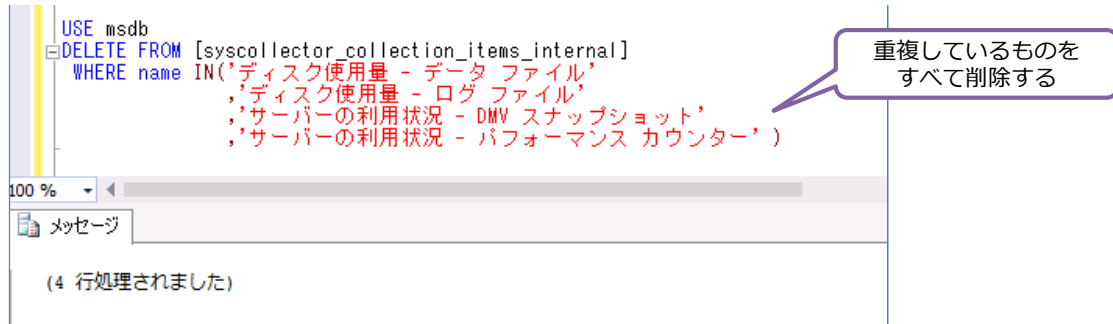 USE msdb
DELETE FROM [syscollector_collection_items_internal]
WHERE name IN('ディスク使用量 - データ ファイル'
,'ディスク使用量 - ログ ファイル'
,'サーバーの利用状況 - DMV スナップショット'
,'サーバーの利用状況 - パフォーマンス カウンター' )
重複しているものを
すべて削除する
100 %
メッセージ
(4 行処理されました)